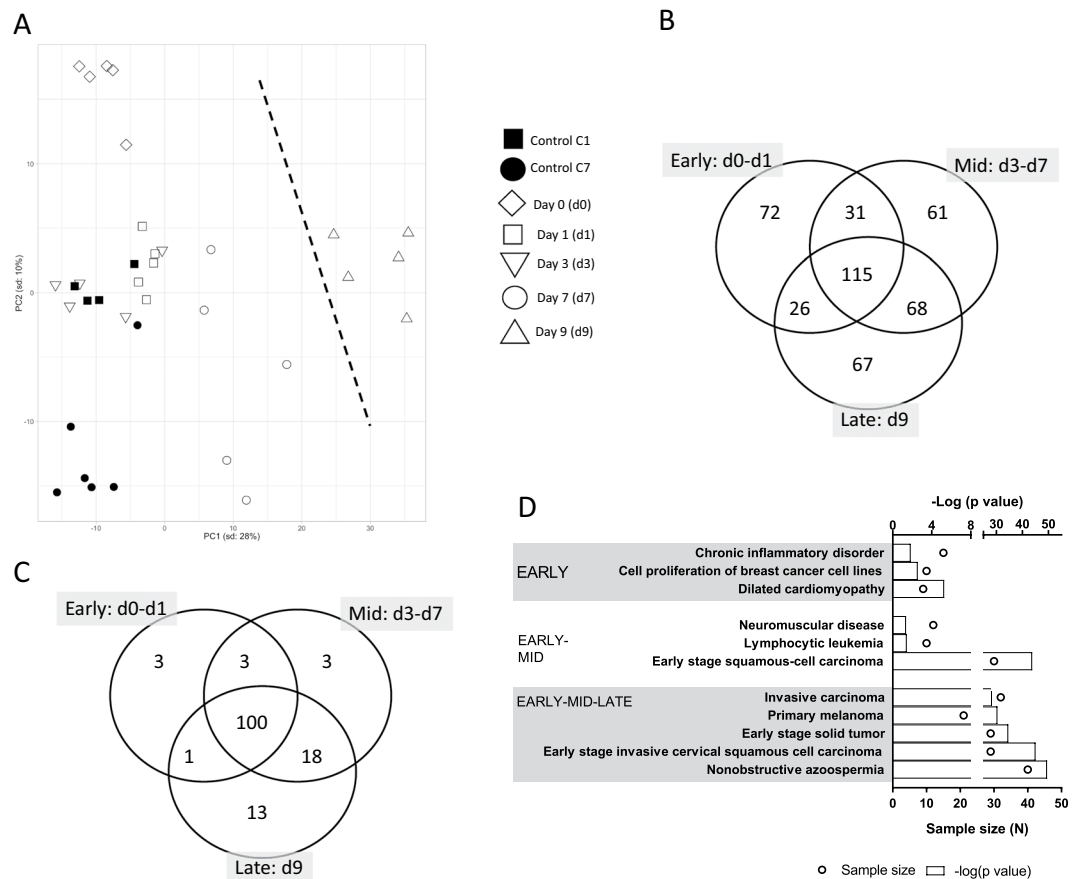 A
10
0
-10
PC2 (sd: 10%)
-10
0
10
20
30
PC1 (sd: 28%)
Control C1
Control C7
Day 0 (d0)
Day 1 (d1)
Day 3 (d3)
Day 7 (d7)
Day 9 (d9)
B
Early: d0-d1
Mid: d3-d7
72
31
61
115
26
68
67
Late: d9
C
Early: d0-d1
Mid: d3-d7
3
3
3
100
1
18
13
Late: d9
D
-Log (p value)
0 4 8 30 40 50
EARLY
Chronic inflammatory disorder
Cell proliferation of breast cancer cell lines
Dilated cardiomyopathy
EARLY-
MID
Neuromuscular disease
Lymphocytic leukemia
Early stage squamous-cell carcinoma
EARLY-MID-LATE
Invasive carcinoma
Primary melanoma
Early stage solid tumor
Early stage invasive cervical squamous cell carcinoma
Nonobstructive azoospermia
0 10 20 30 40 50
Sample size (N)
Sample size
-log(p value)